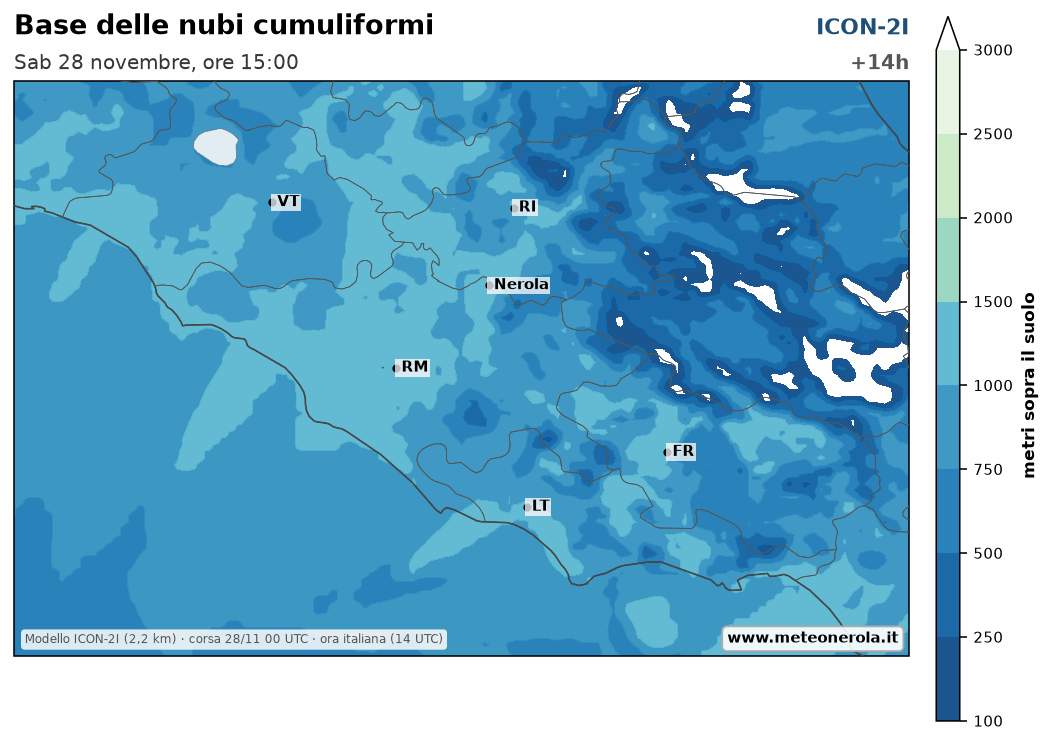 Base delle nubi cumuliformi
ICON-2I
Sab 28 novembre, ore 15:00
+14h
VT
RI
Nerola
RM
FR
LT
Modello ICON-2I (2,2 km) · corsa 28/11 00 UTC · ora italiana (14 UTC)
www.meteonerola.it
3000
2500
2000
1500
1000
750
500
250
100
metri sopra il suolo